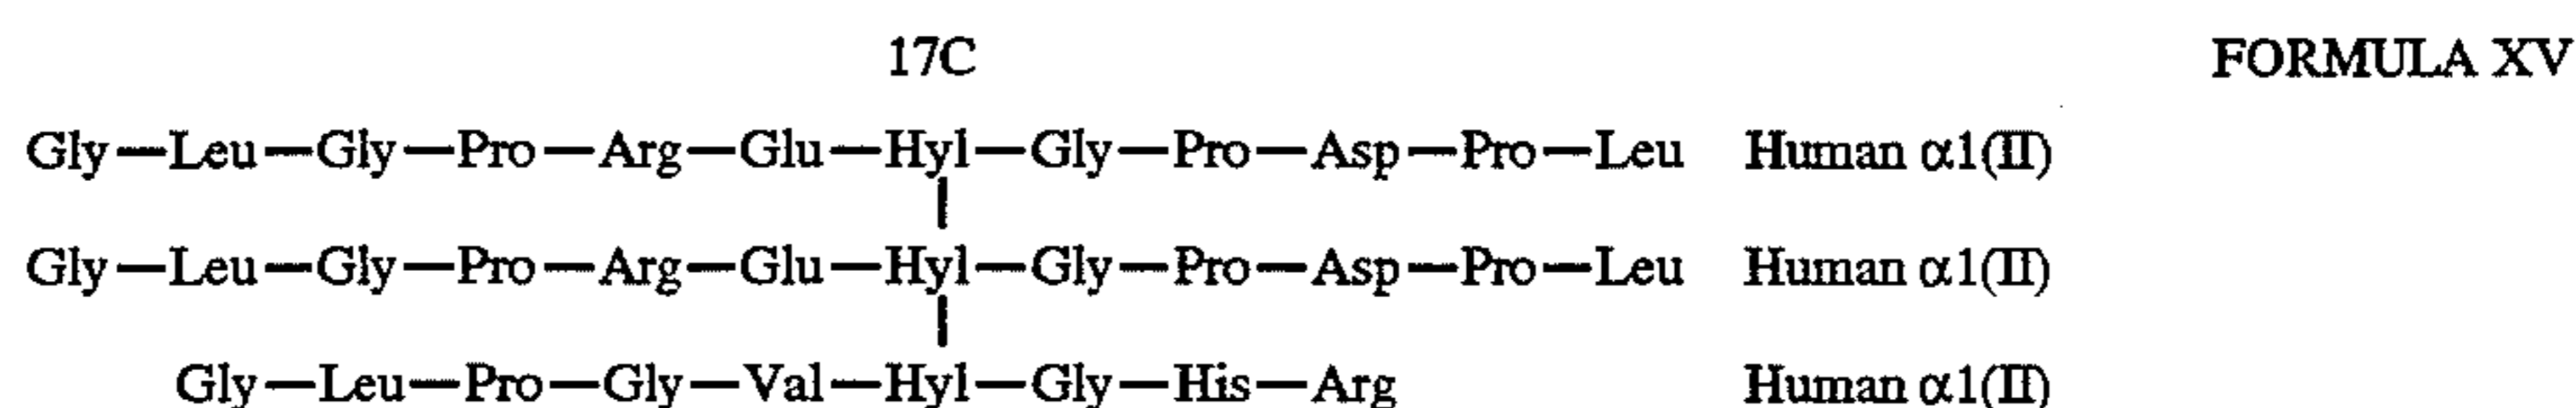 17C FORMULA XV
Gly—Leu—Gly—Pro—Arg—Glu—Hyl—Gly—Pro—Asp—Pro—Leu Human α1(II)
Gly—Leu—Gly—Pro—Arg—Glu—Hyl—Gly—Pro—Asp—Pro—Leu Human α1(II)
Gly—Leu—Pro—Gly—Val—Hyl—Gly—His—Arg Human α1(II)